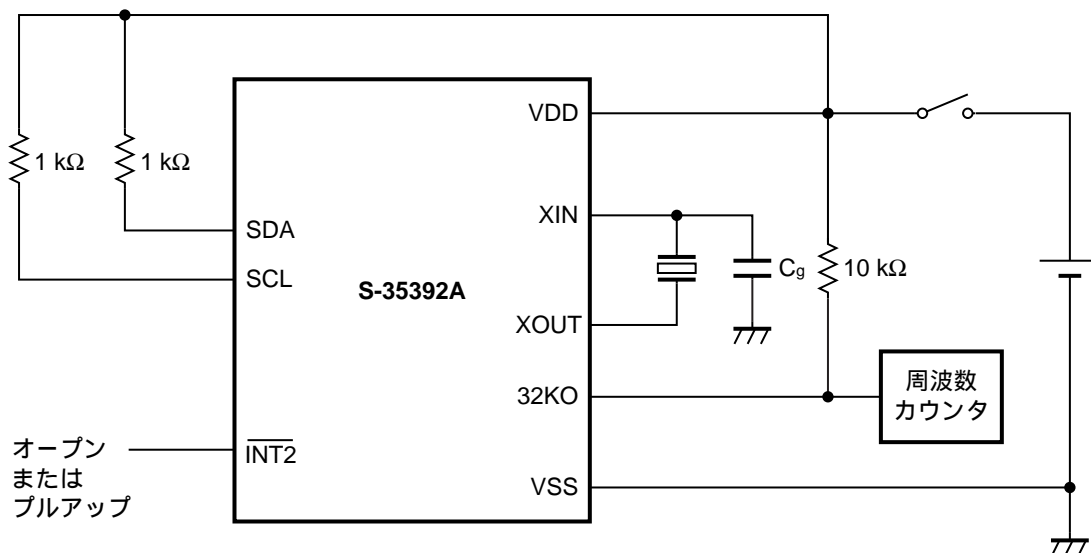 VDD
1 kΩ
1 kΩ
SDA
SCL
S-35392A
XIN
XOUT
Cg
10 kΩ
32KO
周波数
カウンタ
オープン
または
プルアップ
INT2
VSS